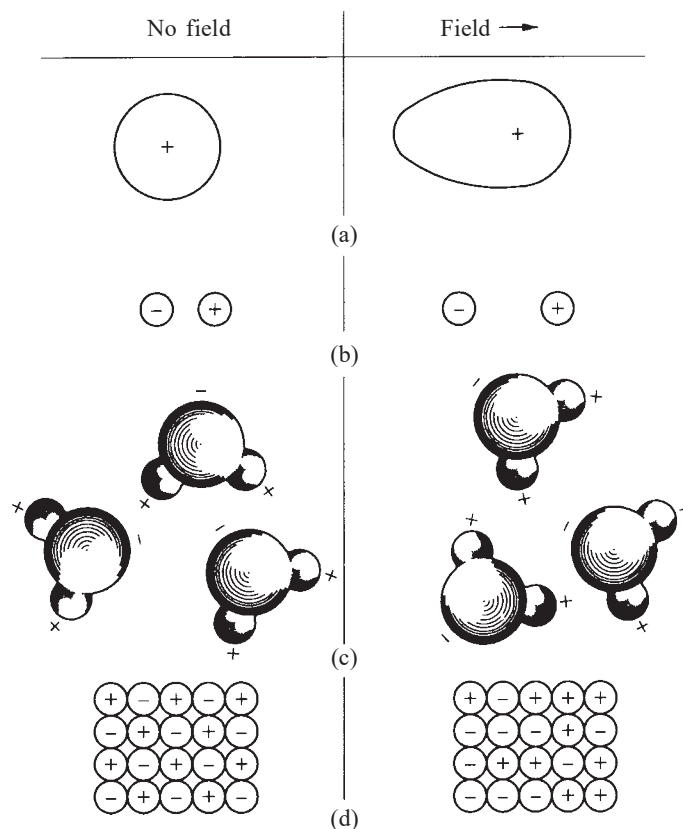 No field Field →
+ +
(a)
− + − +
(b)
− − +
+ + + +
− − + − +
+ +
+ − +
+
(c)
+ − + − + + − + + +
− + − + − − − − + −
+ − + − + − + + − +
− + − + − − − − + +
(d)